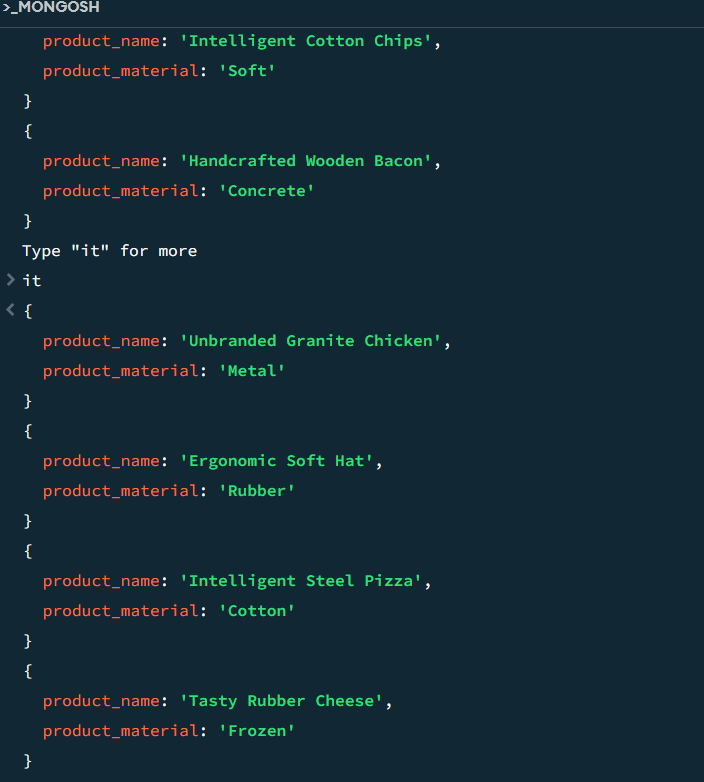 >_MONGOSH
product_name: 'Intelligent Cotton Chips',
product_material: 'Soft'
}
{
product_name: 'Handcrafted Wooden Bacon',
product_material: 'Concrete'
}
Type "it" for more
> it
< {
product_name: 'Unbranded Granite Chicken',
product_material: 'Metal'
}
{
product_name: 'Ergonomic Soft Hat',
product_material: 'Rubber'
}
{
product_name: 'Intelligent Steel Pizza',
product_material: 'Cotton'
}
{
product_name: 'Tasty Rubber Cheese',
product_material: 'Frozen'
}